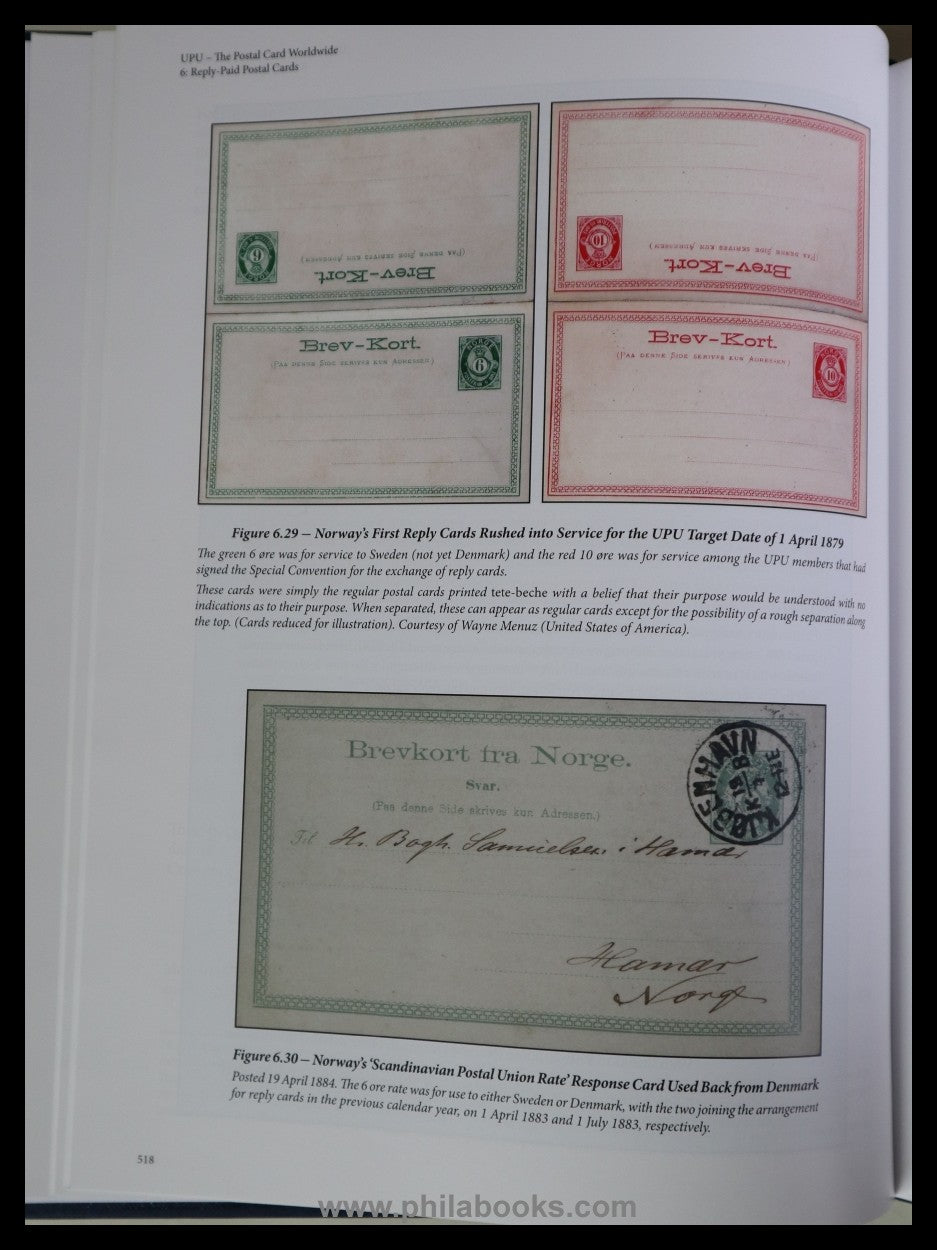 UPU – The Postal Card Worldwide
6: Reply-Paid Postal Cards
6
(Paa denne Side skrives kun Adressen.)
Brev-Kort.
10
(Paa denne Side skrives kun Adressen.)
Brev-Kort.
Brev-Kort.
(Paa denne Side skrives kun Adressen.)
6
Brev-Kort.
(Paa denne Side skrives kun Adressen.)
10
Figure 6.29 – Norway's First Reply Cards Rushed into Service for the UPU Target Date of 1 April 1879
The green 6 øre was for service to Sweden (not yet Denmark) and the red 10 øre was for service among the UPU members that had
signed the Special Convention for the exchange of reply cards.
These cards were simply the regular postal cards printed tete-beche with a belief that their purpose would be understood with no
indications as to their purpose. When separated, these can appear as regular cards except for the possibility of a rough separation along
the top. (Cards reduced for illustration). Courtesy of Wayne Menuz (United States of America).
Brevkort fra Norge.
Svar.
(Paa denne Side skrives kun Adressen.)
KJØBENHAVN
Til Hr. Bogh. Samuelsen i Hamar
Hamar
Norge
Figure 6.30 – Norway's 'Scandinavian Postal Union Rate' Response Card Used Back from Denmark
Posted 19 April 1884. The 6 ore rate was for use to either Sweden or Denmark, with the two joining the arrangement
for reply cards in the previous calendar year, on 1 April 1883 and 1 July 1883, respectively.
518
www.philabooks.com